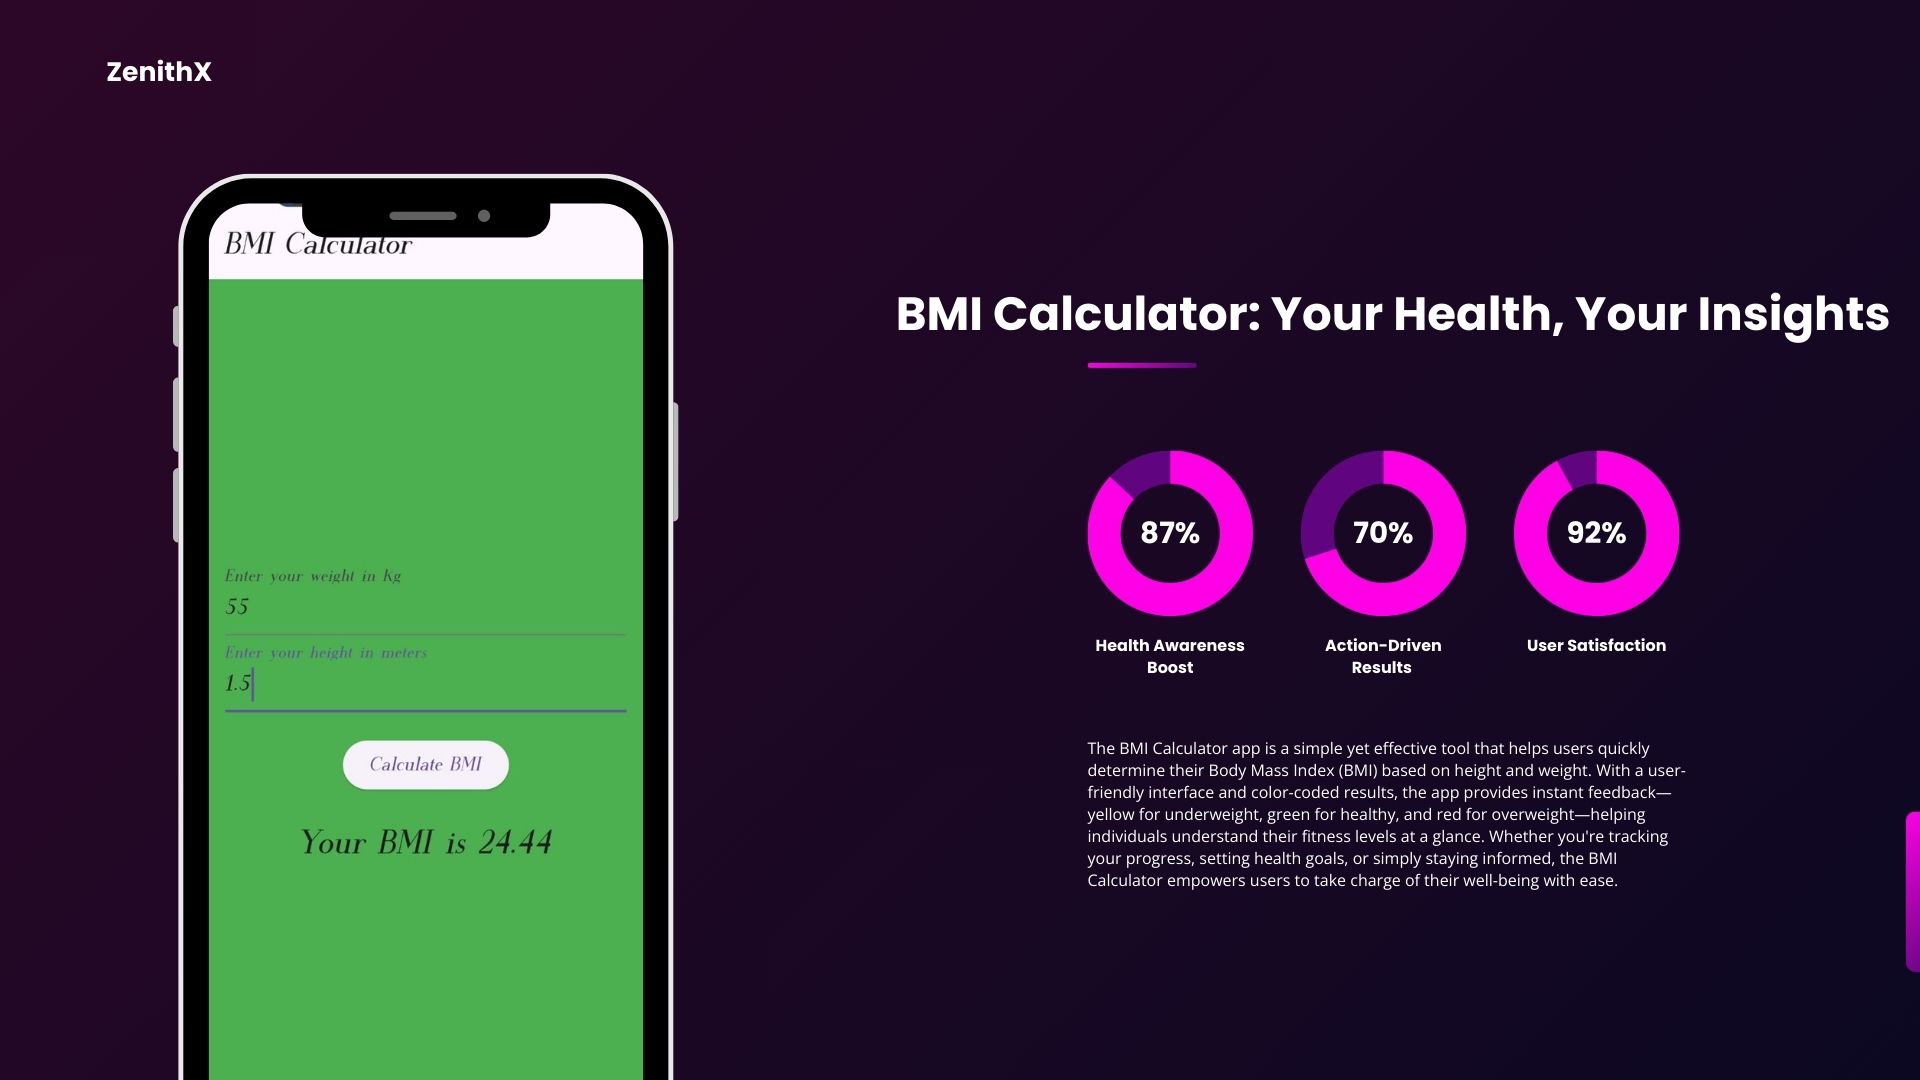 ZenithX
BMI Calculator
Enter your weight in Kg
55
Enter your height in meters
1.5
Calculate BMI
Your BMI is 24.44
BMI Calculator: Your Health, Your Insights
87%
70%
92%
Health Awareness
Boost
Action-Driven
Results
User Satisfaction
The BMI Calculator app is a simple yet effective tool that helps users quickly
determine their Body Mass Index (BMI) based on height and weight. With a user-
friendly interface and color-coded results, the app provides instant feedback—
yellow for underweight, green for healthy, and red for overweight—helping
individuals understand their fitness levels at a glance. Whether you're tracking
your progress, setting health goals, or simply staying informed, the BMI
Calculator empowers users to take charge of their well-being with ease.